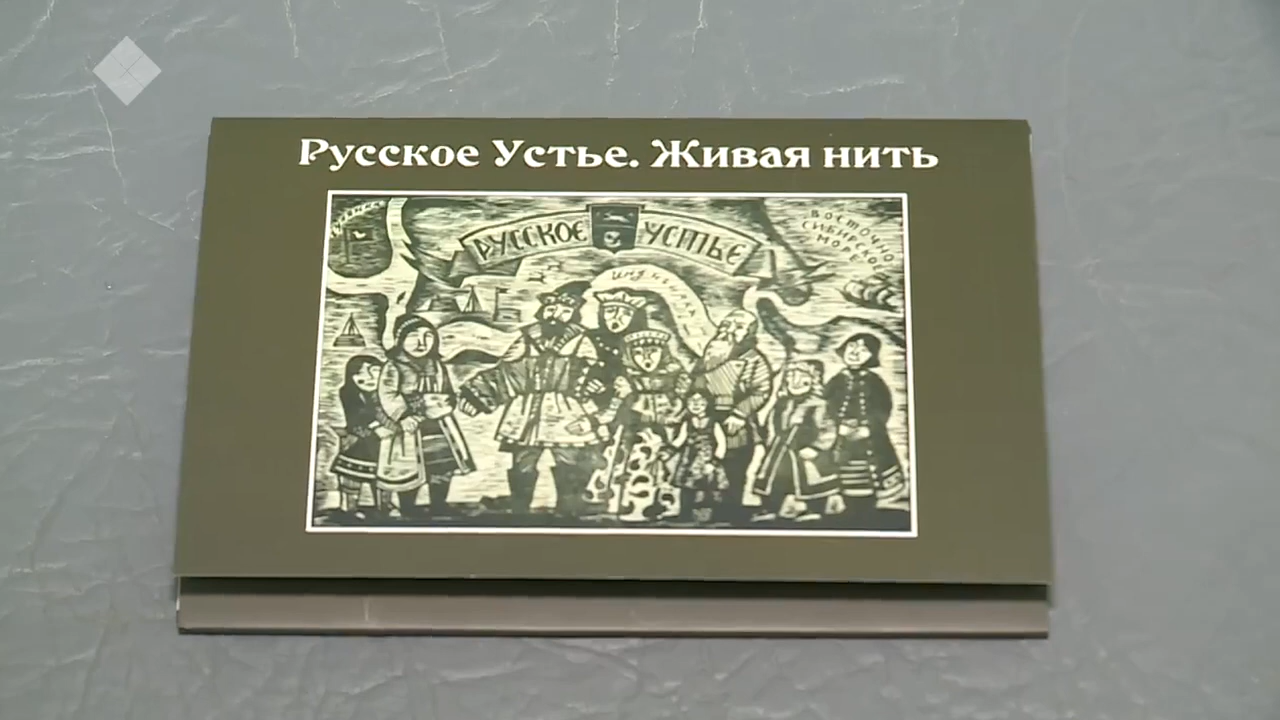 Русское Устье. Живая нить
РУССКОЕ УСТЬЕ
ВОСТОЧНО
СИБИРСКОЕ
МОРЕ